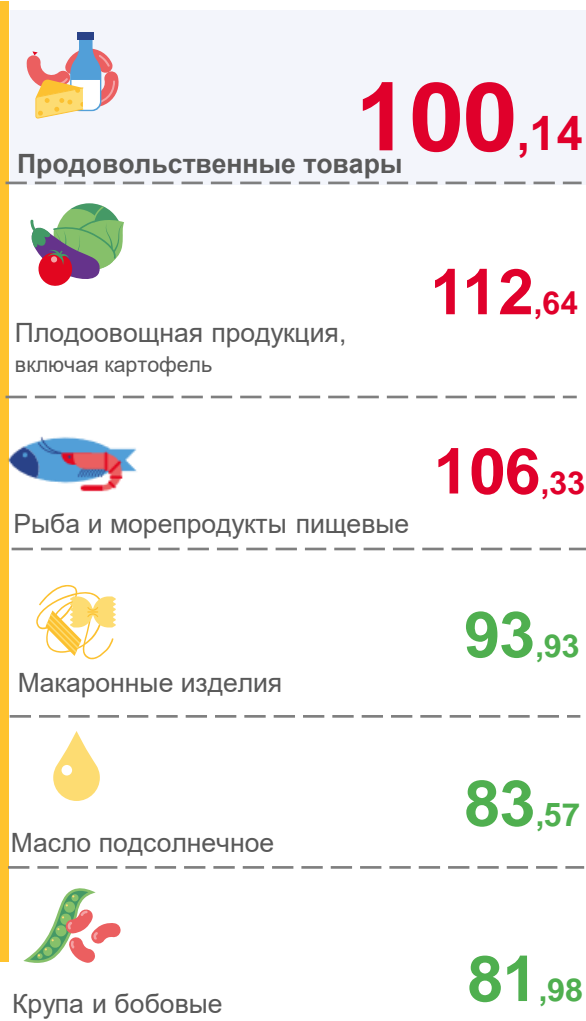 100,14
Продовольственные товары
112,64
Плодоовощная продукция,
включая картофель
106,33
Рыба и морепродукты пищевые
93,93
Макаронные изделия
83,57
Масло подсолнечное
81,98
Крупа и бобовые